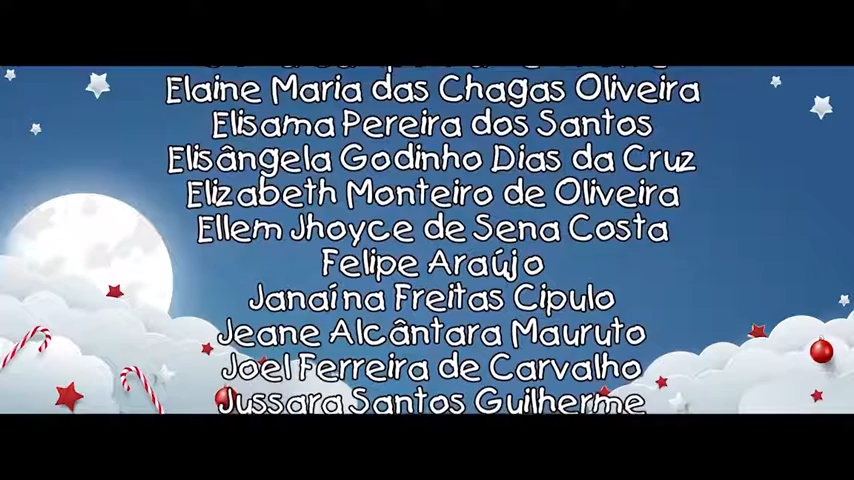 Elaine Maria das Chagas Oliveira
Elisama Pereira dos Santos
Elisângela Godinho Dias da Cruz
Elizabeth Monteiro de Oliveira
Ellem Jhoyce de Sena Costa
Felipe Araújo
Janaína Freitas Cipulo
Jeane Alcântara Mauruto
Joel Ferreira de Carvalho
Jussara Santos Guilherme